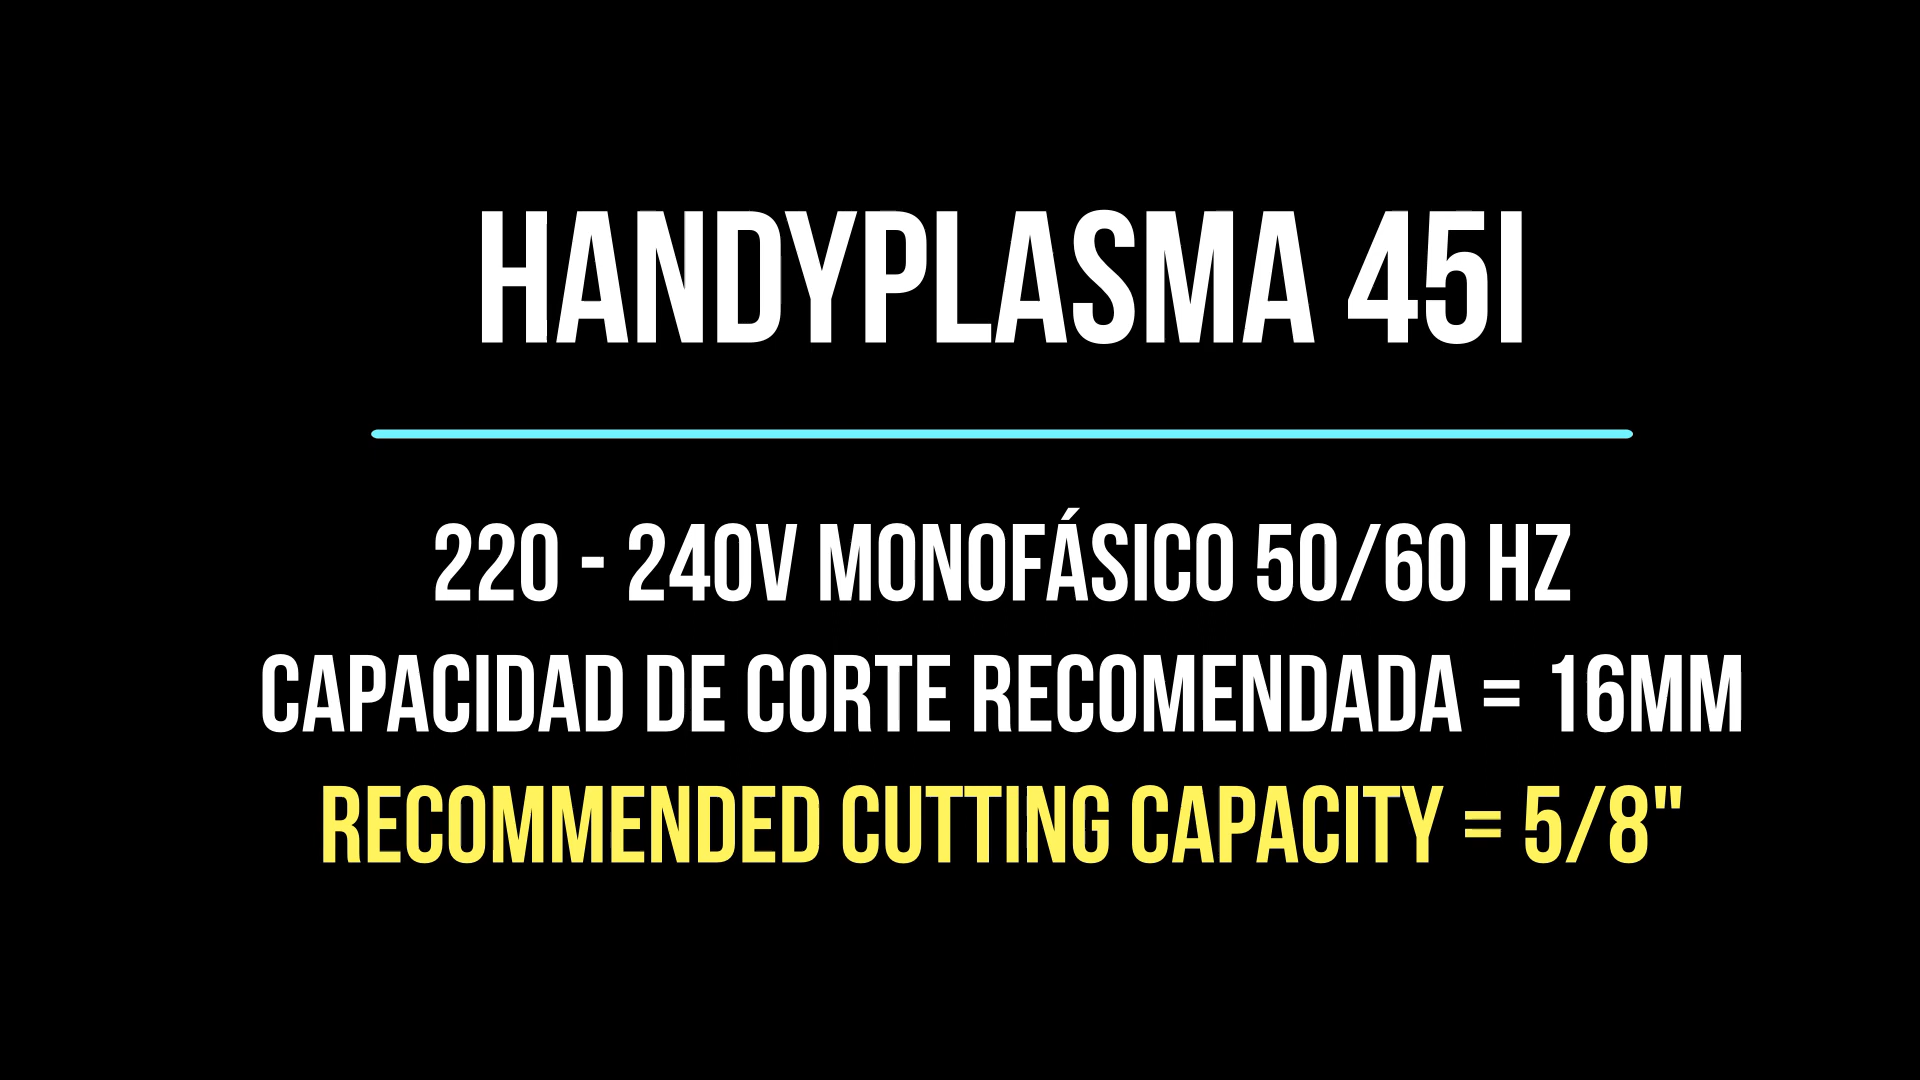 HANDYPLASMA 45I
220 - 240V MONOFÁSICO 50/60 HZ
CAPACIDAD DE CORTE RECOMENDADA = 16MM
RECOMMENDED CUTTING CAPACITY = 5/8"